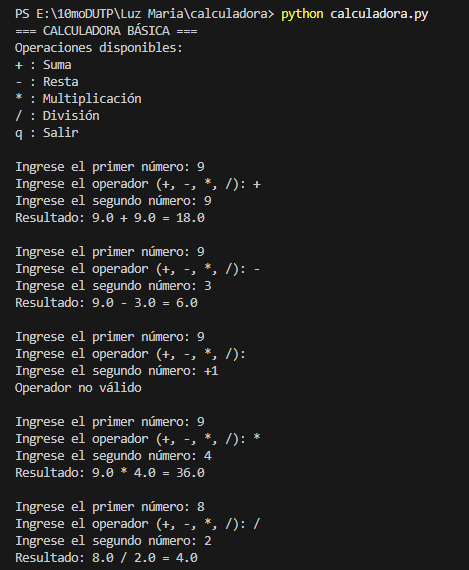 PS E:\10moDUTP\Luz Maria\calculadora> python calculadora.py
=== CALCULADORA BÁSICA ===
Operaciones disponibles:
+ : Suma
- : Resta
* : Multiplicación
/ : División
q : Salir

Ingrese el primer número: 9
Ingrese el operador (+, -, *, /): +
Ingrese el segundo número: 9
Resultado: 9.0 + 9.0 = 18.0

Ingrese el primer número: 9
Ingrese el operador (+, -, *, /): -
Ingrese el segundo número: 3
Resultado: 9.0 - 3.0 = 6.0

Ingrese el primer número: 9
Ingrese el operador (+, -, *, /):
Ingrese el segundo número: +1
Operador no válido

Ingrese el primer número: 9
Ingrese el operador (+, -, *, /): *
Ingrese el segundo número: 4
Resultado: 9.0 * 4.0 = 36.0

Ingrese el primer número: 8
Ingrese el operador (+, -, *, /): /
Ingrese el segundo número: 2
Resultado: 8.0 / 2.0 = 4.0